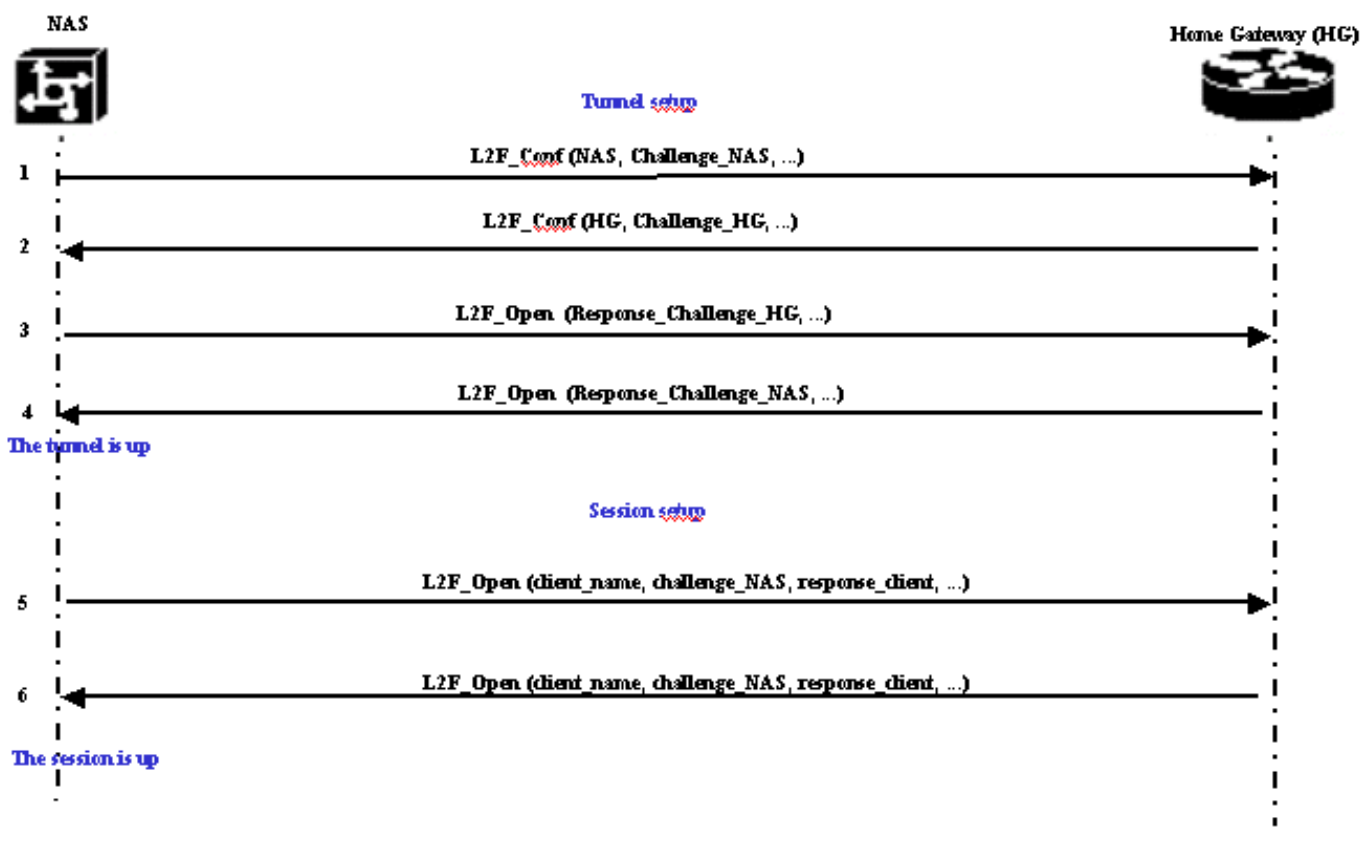 NAS
Home Gateway (HG)
Tunnel setup
L2F_Conf (NAS, Challenge_NAS, ...)
1
L2F_Conf (HG, Challenge_HG, ...)
2
L2F_Open (Response_Challenge_HG, ...)
3
L2F_Open (Response_Challenge_NAS, ...)
4
The tunnel is up
Session setup
L2F_Open (client_name, challenge_NAS, response_client, ...)
5
L2F_Open (client_name, challenge_NAS, response_client, ...)
6
The session is up